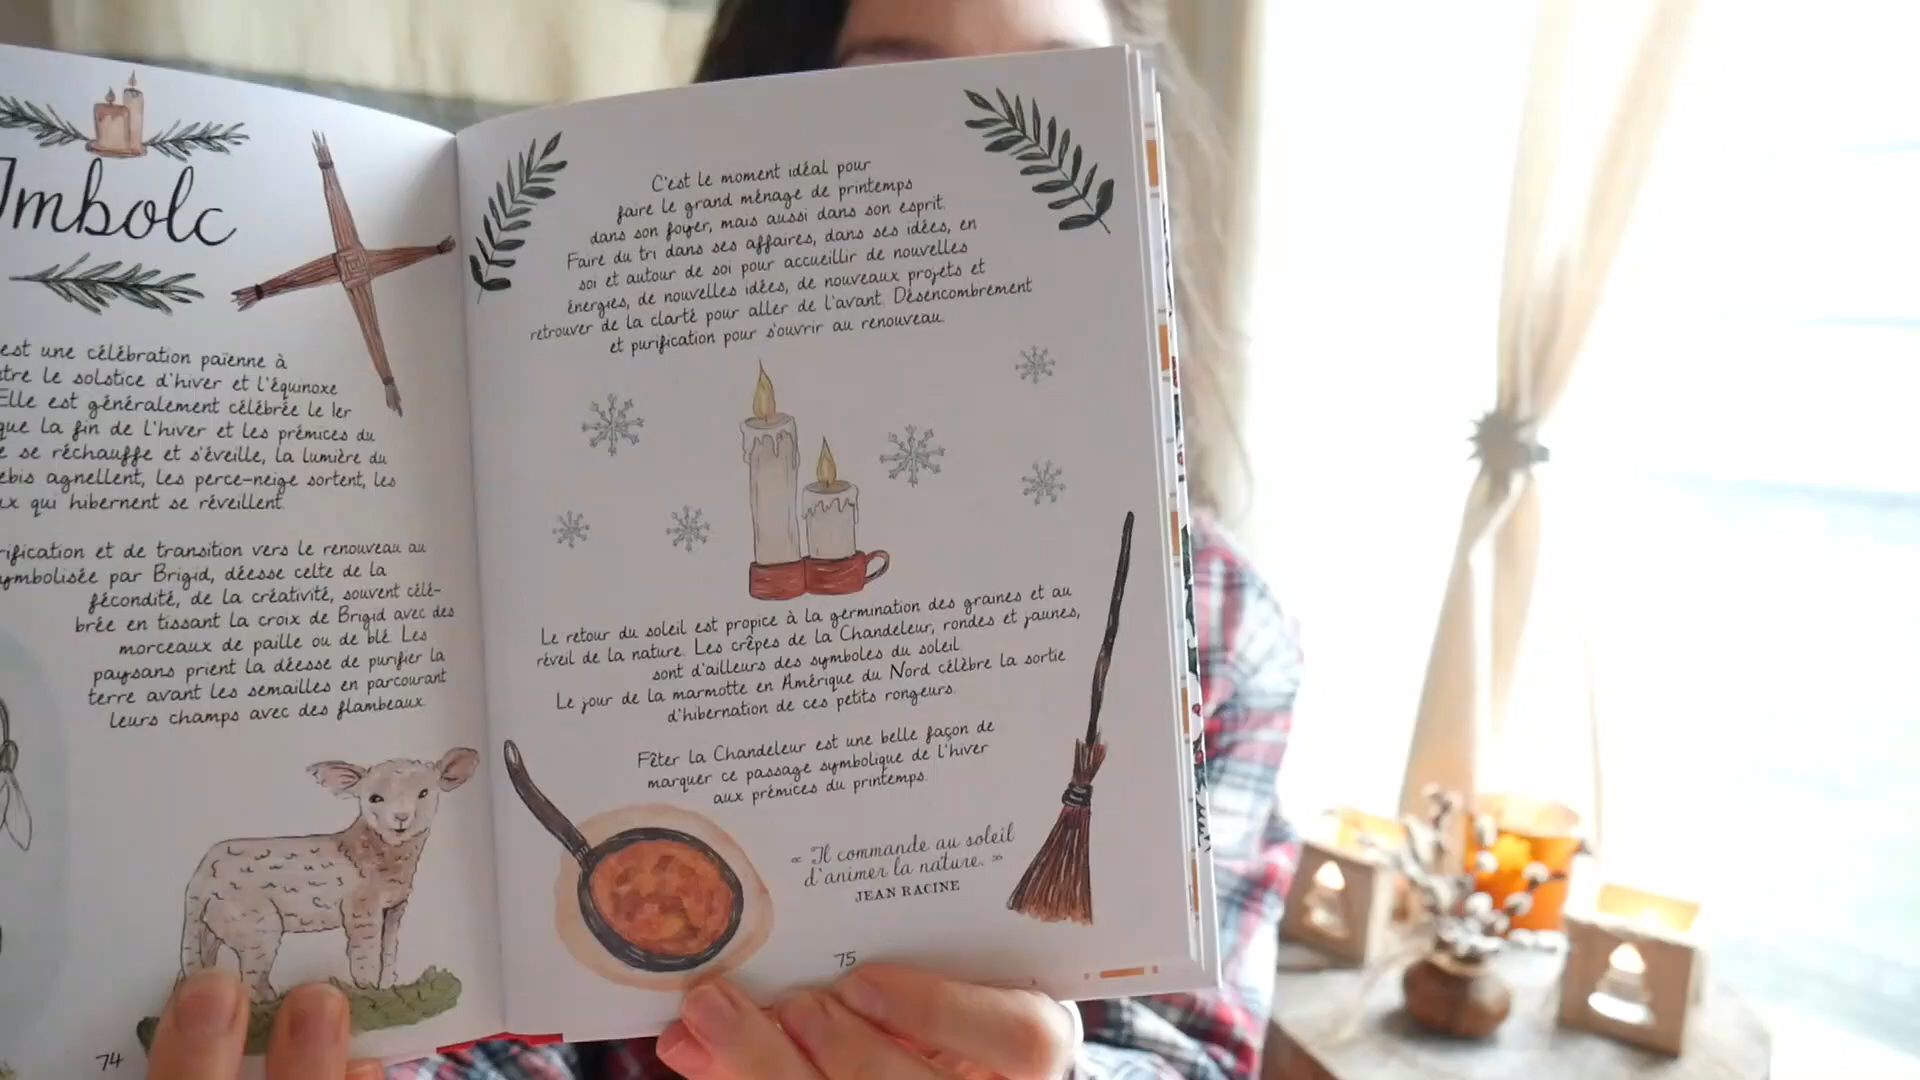 Imbolc
est une célébration païenne à
le solstice d'hiver et l'équinoxe
Elle est généralement célébrée le 1er
que la fin de l'hiver et les prémices du
se réchauffe et s'éveille, la lumière du
agnellent, les perce-neige sortent, les
qui hibernent se réveillent.
et de transition vers le renouveau au
par Brigid, déesse celte de la
fécondité, de la créativité, souvent célé-
brée en tissant la croix de Brigid avec des
morceaux de paille ou de blé. Les
paysans prient la déesse de purifier la
terre avant les semailles en parcourant
leurs champs avec des flambeaux.
74
C'est le moment idéal pour
faire le grand ménage de printemps
dans son foyer, mais aussi dans son esprit.
Faire du tri dans ses affaires, dans ses idées, en
soi et autour de soi pour accueillir de nouvelles
énergies, de nouvelles idées, de nouveaux projets et
retrouver de la clarté pour aller de l'avant. Désencombrement
et purification pour s'ouvrir au renouveau.
Le retour du soleil est propice à la germination des graines et au
réveil de la nature. Les crêpes de la Chandeleur, rondes et jaunes,
sont d'ailleurs des symboles du soleil.
Le jour de la marmotte en Amérique du Nord célèbre la sortie
d'hibernation de ces petits rongeurs.
Fêter la Chandeleur est une belle façon de
marquer ce passage symbolique de l'hiver
aux prémices du printemps.
« Il commande au soleil
d'animer la nature. »
JEAN RACINE
75